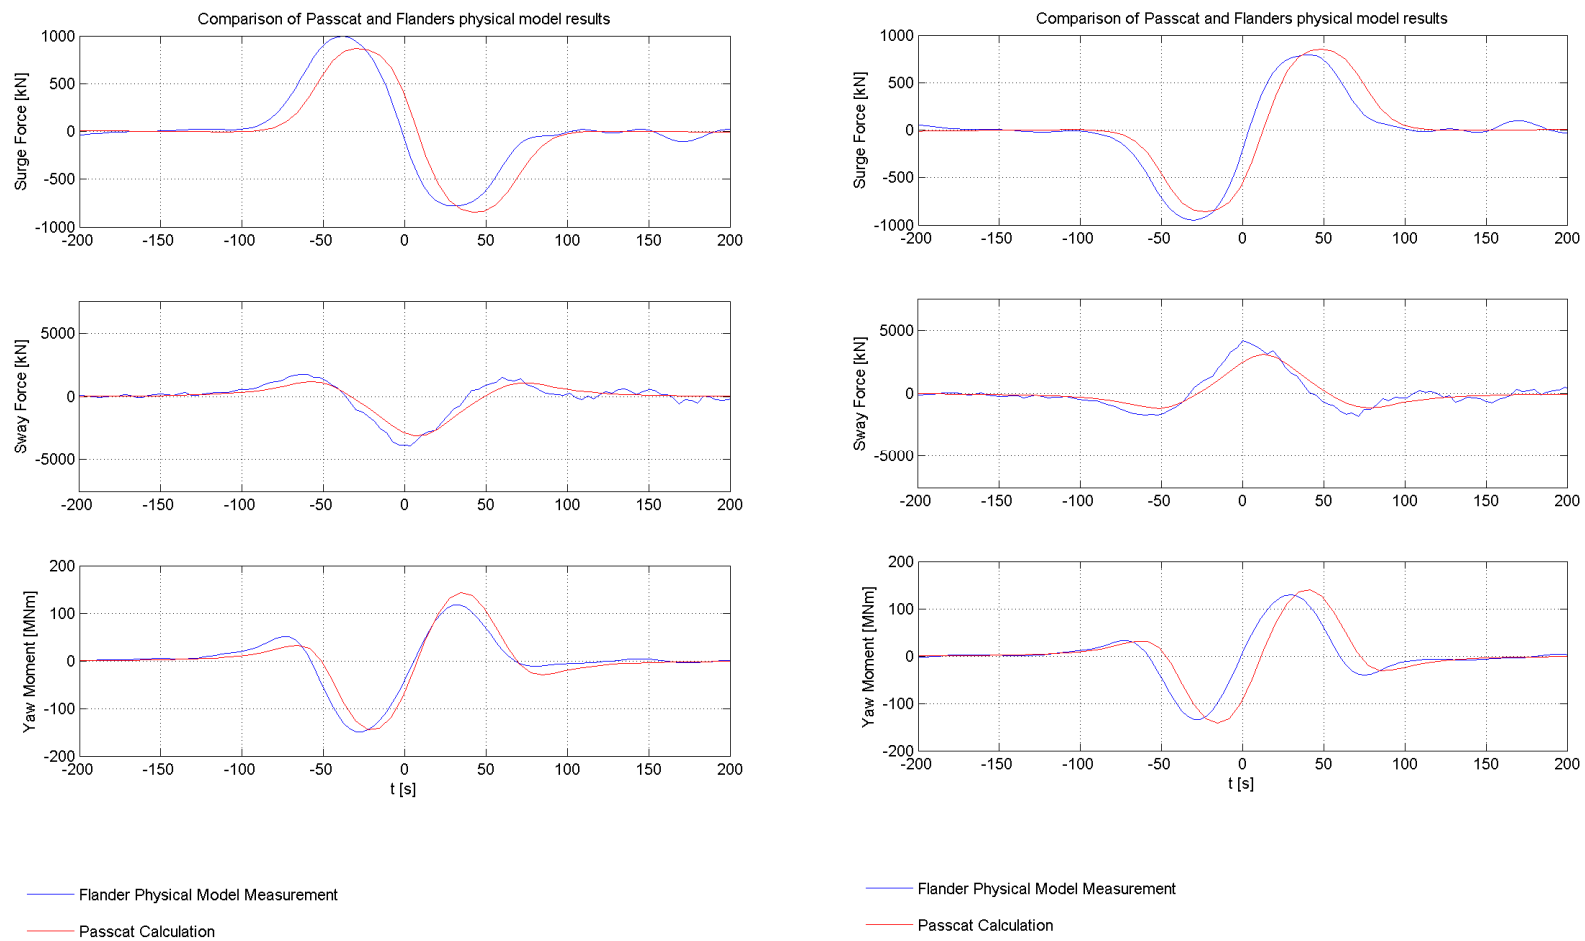 Comparison of Passcat and Flanders physical model results
Surge Force [kN]
1000
500
0
-500
-1000
-200 -150 -100 -50 0 50 100 150 200
Sway Force [kN]
5000
0
-5000
-200 -150 -100 -50 0 50 100 150 200
Yaw Moment [MNm]
200
100
0
-100
-200
-200 -150 -100 -50 0 50 100 150 200
t [s]
Flander Physical Model Measurement
Passcat Calculation
Comparison of Passcat and Flanders physical model results
Surge Force [kN]
1000
500
0
-500
-1000
-200 -150 -100 -50 0 50 100 150 200
Sway Force [kN]
5000
0
-5000
-200 -150 -100 -50 0 50 100 150 200
Yaw Moment [MNm]
200
100
0
-100
-200
-200 -150 -100 -50 0 50 100 150 200
t [s]
Flander Physical Model Measurement
Passcat Calculation